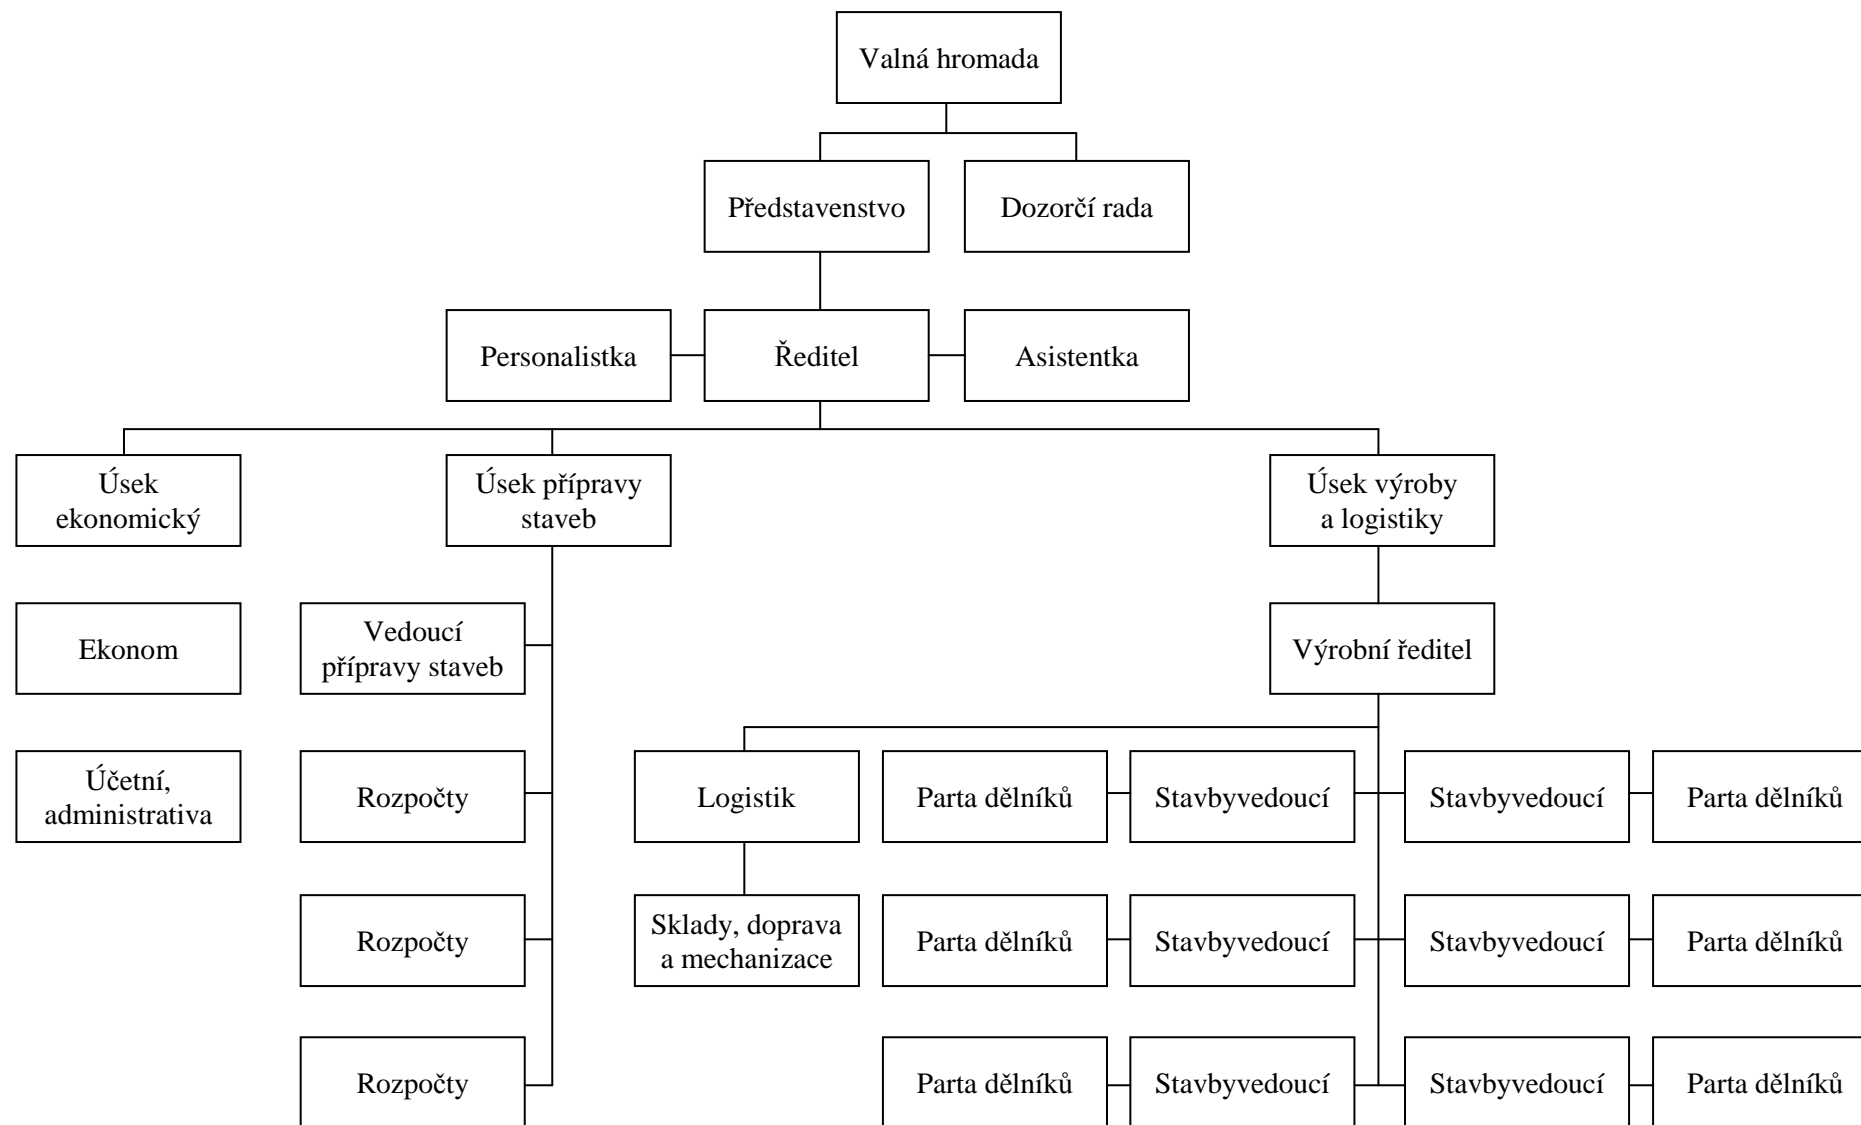 Valná hromada
Představenstvo
Dozorčí rada
Personalistka
Ředitel
Asistentka
Úsek
ekonomický
Úsek přípravy
staveb
Úsek výroby
a logistiky
Ekonom
Vedoucí
přípravy staveb
Výrobní ředitel
Účetní,
administrativa
Rozpočty
Logistik
Parta dělníků
Stavbyvedoucí
Stavbyvedoucí
Parta dělníků
Rozpočty
Sklady, doprava
a mechanizace
Parta dělníků
Stavbyvedoucí
Stavbyvedoucí
Parta dělníků
Rozpočty
Parta dělníků
Stavbyvedoucí
Stavbyvedoucí
Parta dělníků